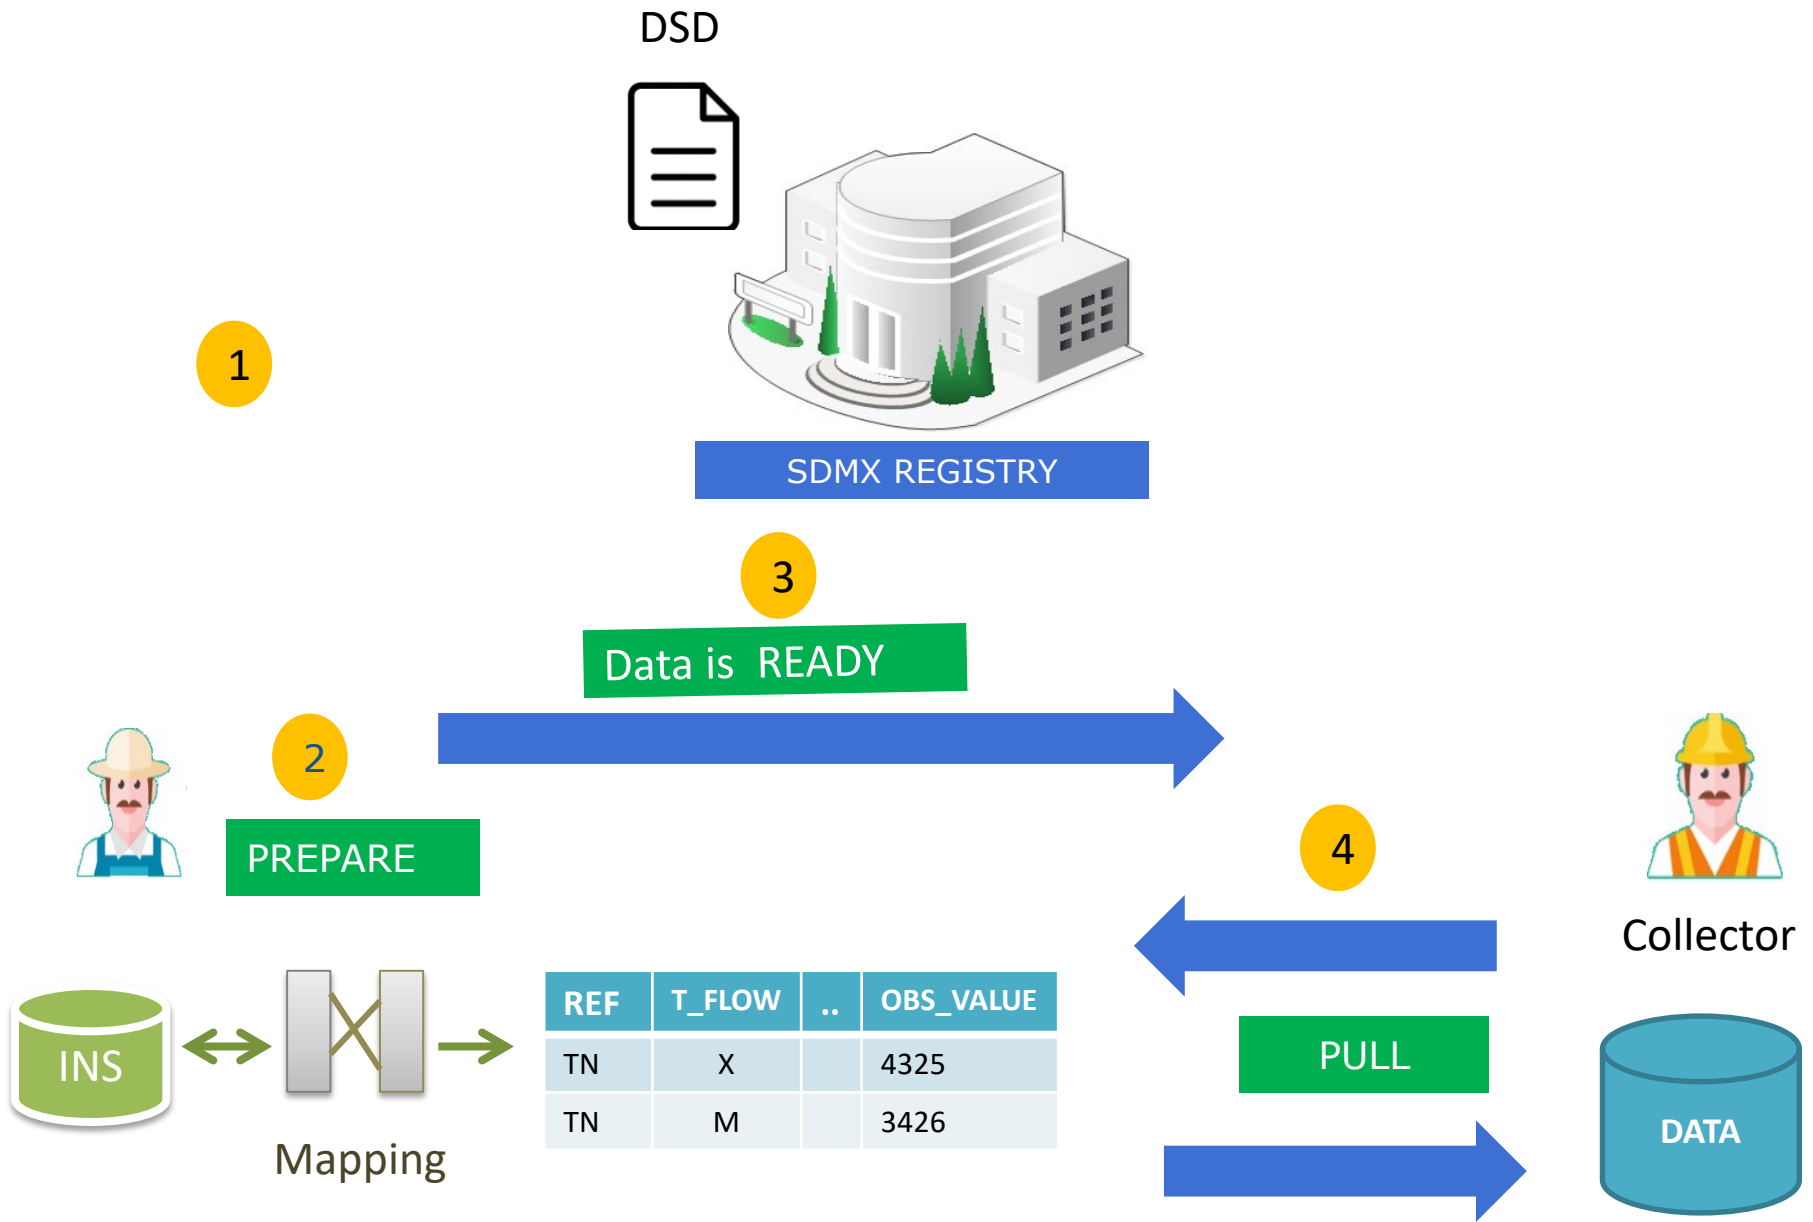 DSD
1
SDMX REGISTRY
3
Data is READY
2
PREPARE
4
Collector
INS
Mapping
REF T_FLOW .. OBS_VALUE
TN X 4325
TN M 3426
PULL
DATA